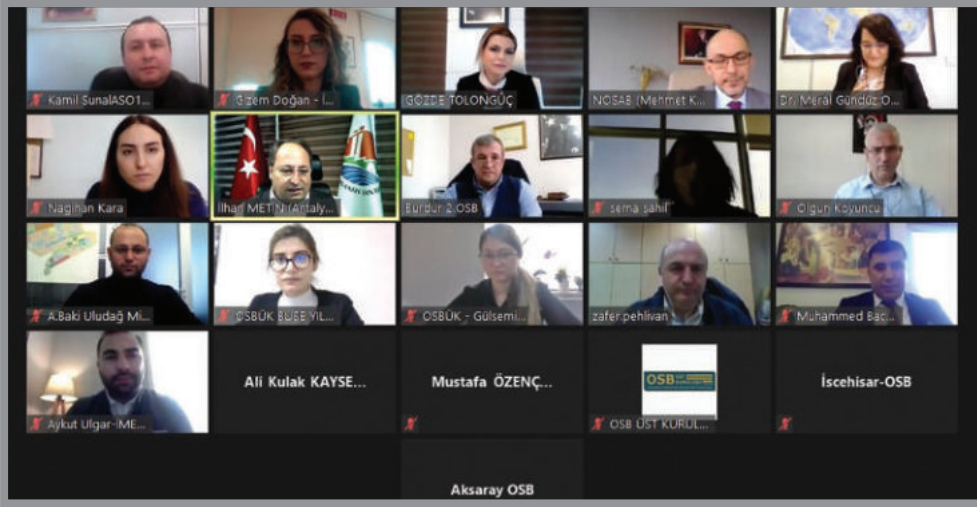 Kamil SunalASO1...
Gizem Doğan - İ...
GÖZDE TOLONGÜÇ
NOSAB (Mehmet K...
Dr. Meral Gündüz Ö...
Nagihan Kara
İlhan METİN (Antaly...
Burdur 2.OSB
sema sahil
Olgun Koyuncu
A.Baki Uludağ Mi...
OSBÜK BUSE YIL...
OSBÜK - Gülsemi...
zafer pehlivan
Muhammed Bac...
Aykut Ulgar-İME...
Ali Kulak KAYSE...
Mustafa ÖZENÇ...
OSB
OSB ÜST KURUL...
İscehisar-OSB
Aksaray OSB